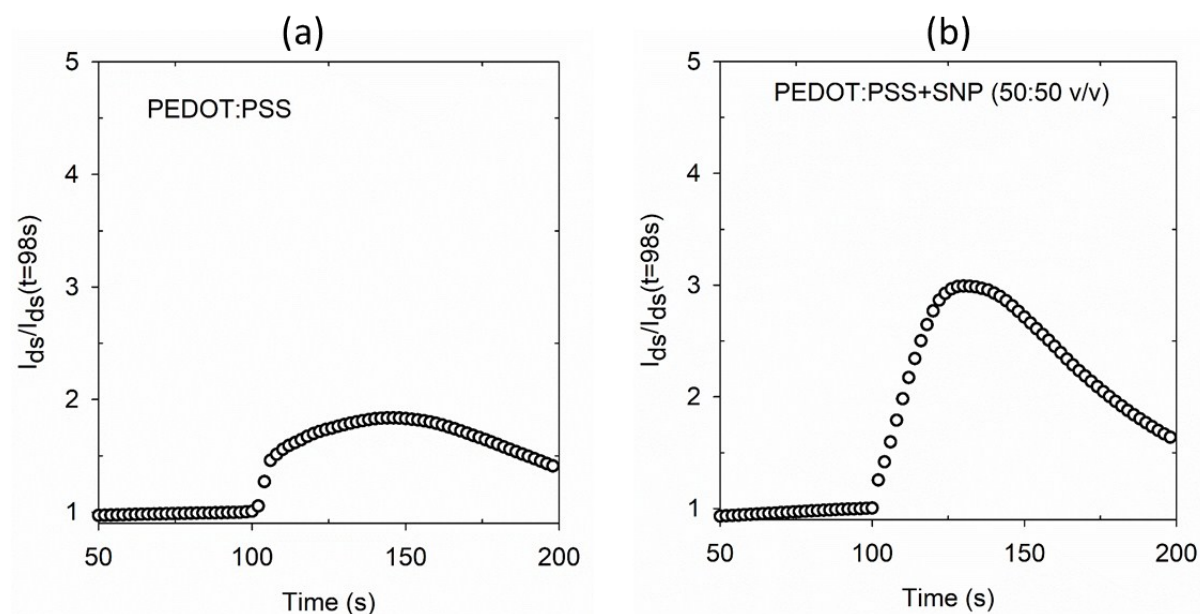 (a)
PEDOT:PSS
5
4
3
2
1
50
100
150
200
I_ds/I_ds(t=98s)
Time (s)
(b)
PEDOT:PSS+SNP (50:50 v/v)
5
4
3
2
1
50
100
150
200
I_ds/I_ds(t=98s)
Time (s)